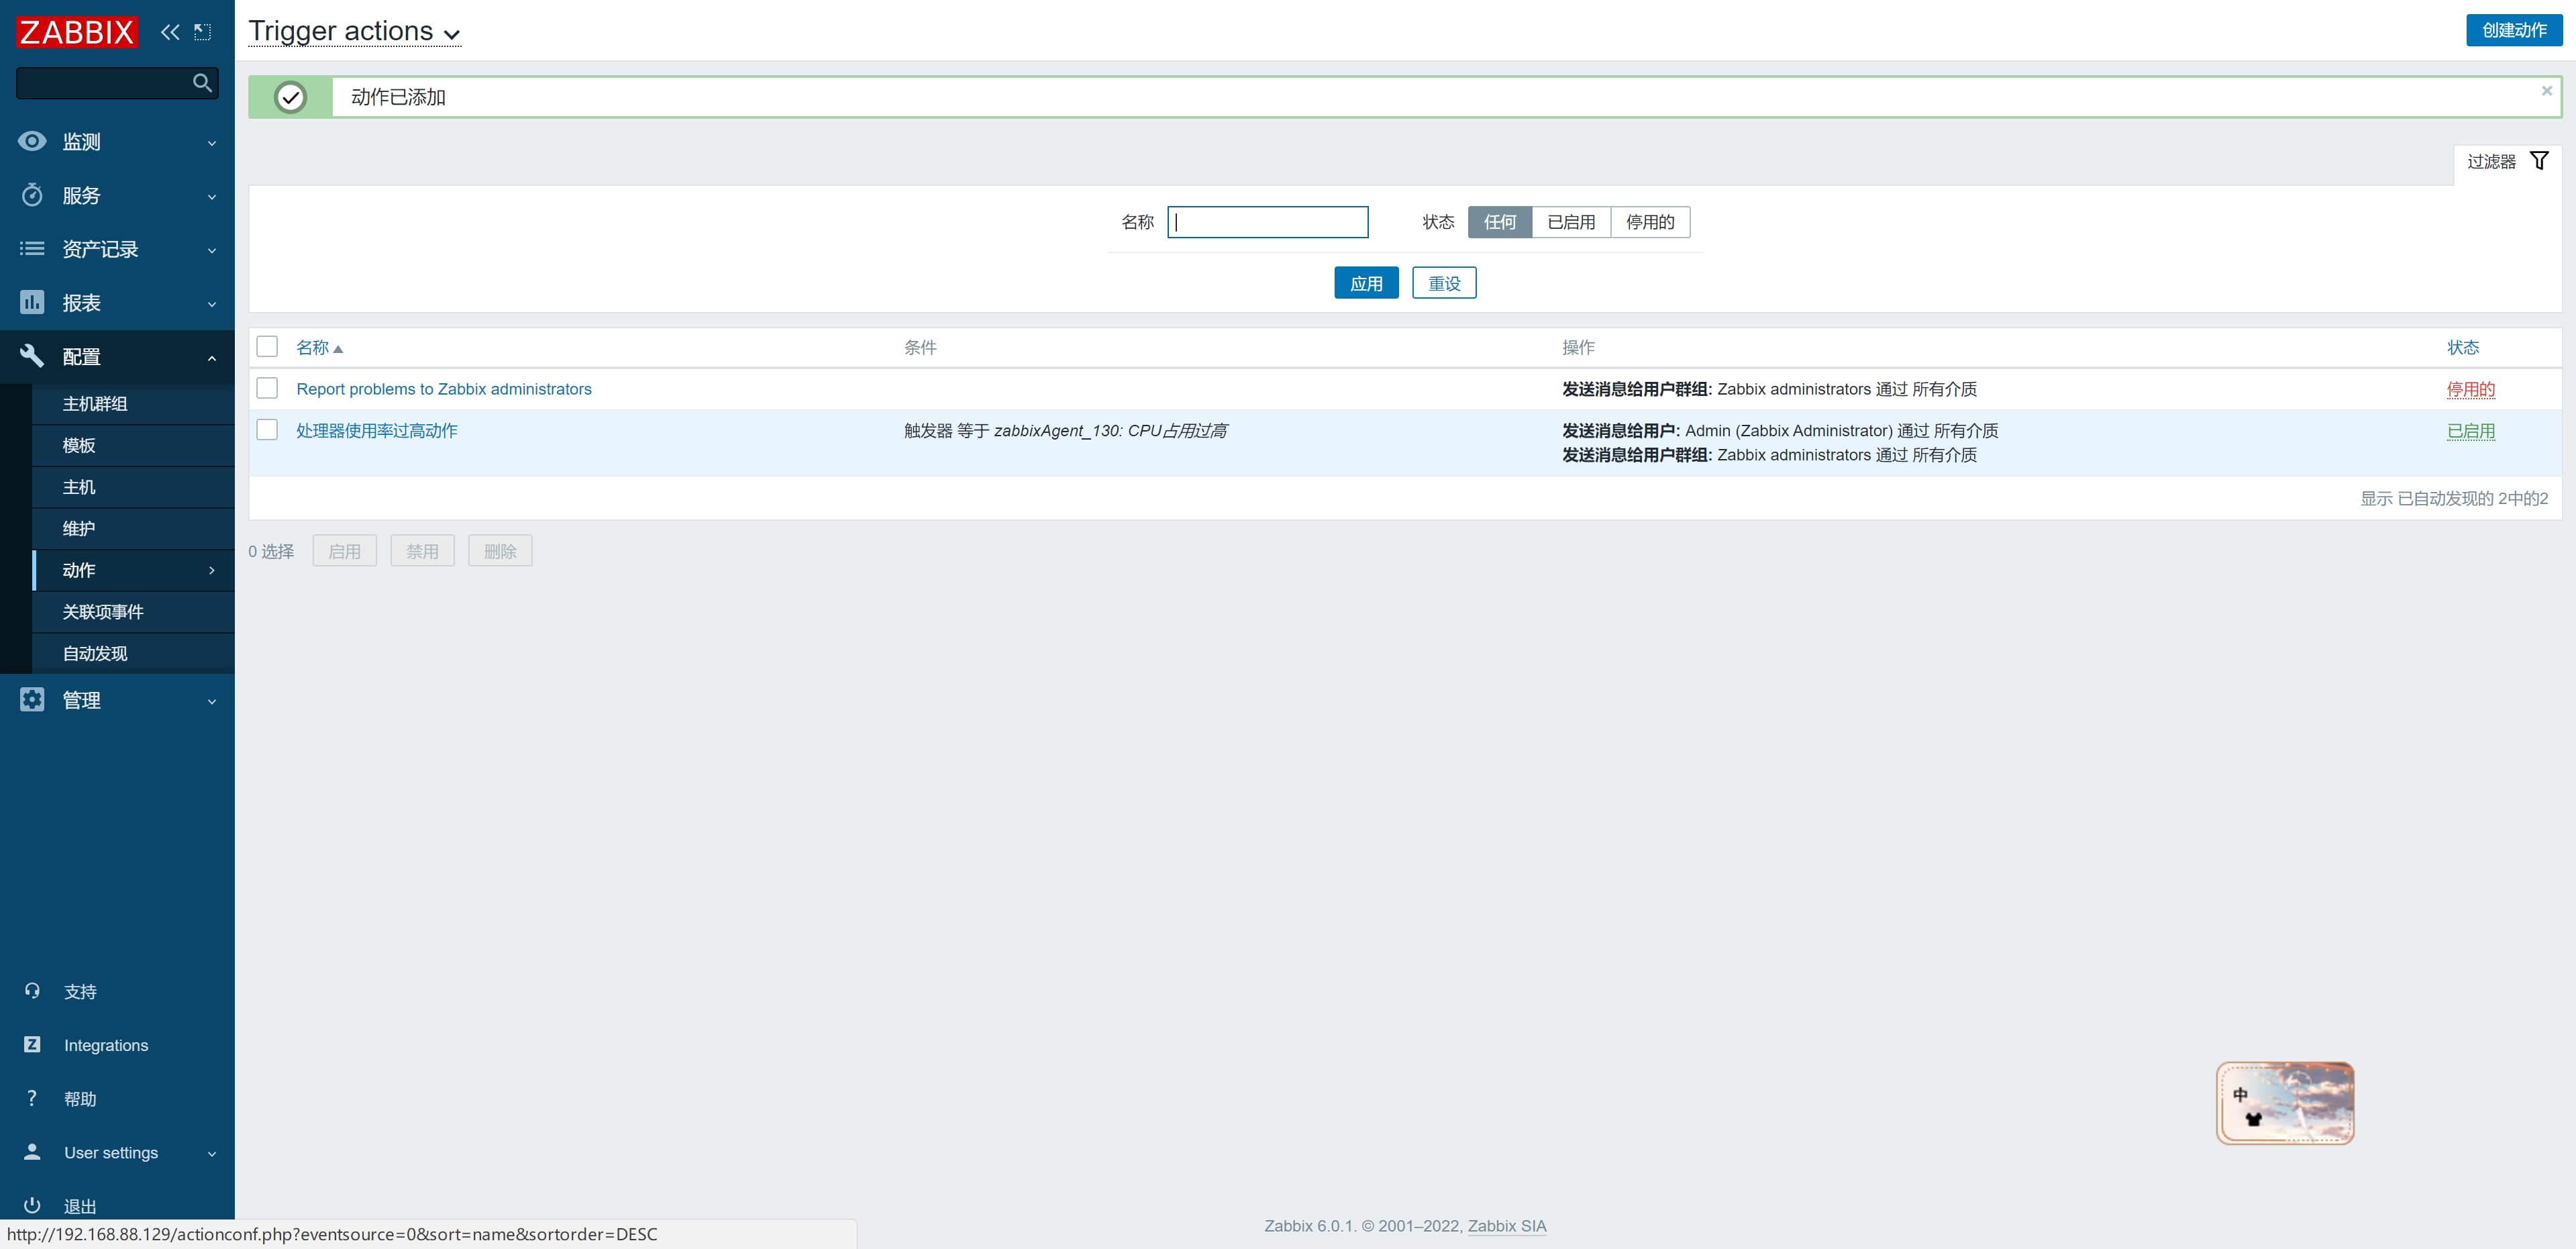 ZABBIX
Trigger actions
创建动作
动作已添加
监测
服务
资产记录
报表
配置
主机群组
模板
主机
维护
动作
关联项事件
自动发现
管理
支持
Integrations
帮助
User settings
退出
过滤器
名称 状态 任何 已启用 停用的
应用 重设
名称 条件 操作 状态
Report problems to Zabbix administrators 发送消息给用户群组: Zabbix administrators 通过 所有介质 停用的
处理器使用率过高动作 触发器 等于 zabbixAgent_130: CPU占用过高 发送消息给用户: Admin (Zabbix Administrator) 通过 所有介质 已启用
发送消息给用户群组: Zabbix administrators 通过 所有介质
显示 已自动发现的 2中的2
0 选择 启用 禁用 删除
中
Zabbix 6.0.1. © 2001–2022, Zabbix SIA
http://192.168.88.129/actionconf.php?eventsource=0&sort=name&sortorder=DESC